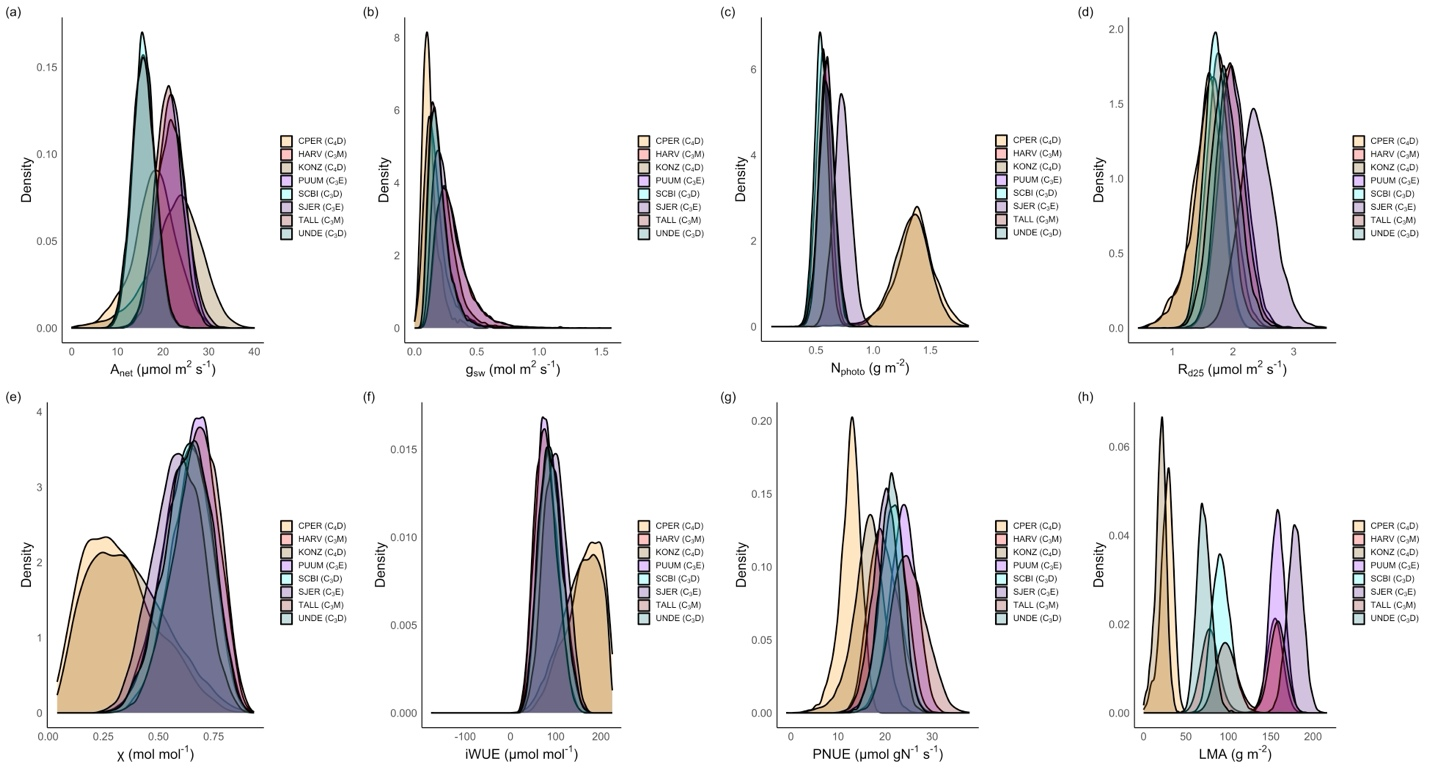 (a)
0.15
0.10
0.05
0.00
Density
0
10
20
30
40
Aₙₑₜ (µmol m² s⁻¹)
CPER (C₄D)
HARV (C₃M)
KONZ (C₄D)
PUUM (C₃E)
SCBI (C₃D)
SJER (C₃E)
TALL (C₃M)
UNDE (C₃D)
(b)
8
6
4
2
0
Density
0.0
0.5
1.0
1.5
g_sw (mol m² s⁻¹)
CPER (C₄D)
HARV (C₃M)
KONZ (C₄D)
PUUM (C₃E)
SCBI (C₃D)
SJER (C₃E)
TALL (C₃M)
UNDE (C₃D)
(c)
6
4
2
0
Density
0.5
1.0
1.5
N_photo (g m⁻²)
CPER (C₄D)
HARV (C₃M)
KONZ (C₄D)
PUUM (C₃E)
SCBI (C₃D)
SJER (C₃E)
TALL (C₃M)
UNDE (C₃D)
(d)
2.0
1.5
1.0
0.5
0.0
Density
1
2
3
R_d25 (µmol m² s⁻¹)
CPER (C₄D)
HARV (C₃M)
KONZ (C₄D)
PUUM (C₃E)
SCBI (C₃D)
SJER (C₃E)
TALL (C₃M)
UNDE (C₃D)
(e)
4
3
2
1
0
Density
0.00
0.25
0.50
0.75
χ (mol mol⁻¹)
CPER (C₄D)
HARV (C₃M)
KONZ (C₄D)
PUUM (C₃E)
SCBI (C₃D)
SJER (C₃E)
TALL (C₃M)
UNDE (C₃D)
(f)
0.015
0.010
0.005
0.000
Density
-100
0
100
200
iWUE (µmol mol⁻¹)
CPER (C₄D)
HARV (C₃M)
KONZ (C₄D)
PUUM (C₃E)
SCBI (C₃D)
SJER (C₃E)
TALL (C₃M)
UNDE (C₃D)
(g)
0.20
0.15
0.10
0.05
0.00
Density
0
10
20
30
PNUE (µmol gN⁻¹ s⁻¹)
CPER (C₄D)
HARV (C₃M)
KONZ (C₄D)
PUUM (C₃E)
SCBI (C₃D)
SJER (C₃E)
TALL (C₃M)
UNDE (C₃D)
(h)
0.06
0.04
0.02
0.00
Density
0
50
100
150
200
LMA (g m⁻²)
CPER (C₄D)
HARV (C₃M)
KONZ (C₄D)
PUUM (C₃E)
SCBI (C₃D)
SJER (C₃E)
TALL (C₃M)
UNDE (C₃D)